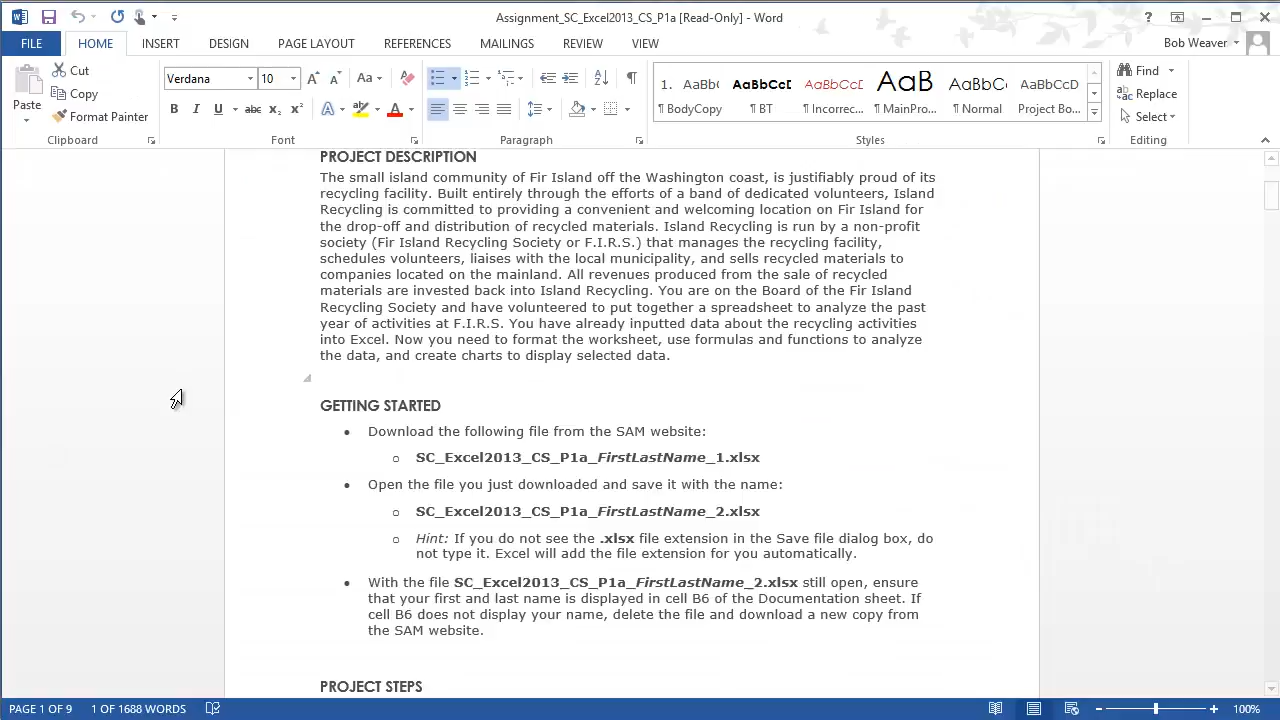 Assignment_SC_Excel2013_CS_P1a [Read-Only] - Word
FILE HOME INSERT DESIGN PAGE LAYOUT REFERENCES MAILINGS REVIEW VIEW Bob Weaver
Paste Cut Copy Format Painter
Verdana 10
1. AaBbC AaBbCcL AaBbCcL AaB AaBbC AaBbCcD
BodyCopy BT Incorrec... MainPro... Normal Project Bo...
Find Replace Select
Clipboard Font Paragraph Styles Editing
PROJECT DESCRIPTION
The small island community of Fir Island off the Washington coast, is justifiably proud of its
recycling facility. Built entirely through the efforts of a band of dedicated volunteers, Island
Recycling is committed to providing a convenient and welcoming location on Fir Island for
the drop-off and distribution of recycled materials. Island Recycling is run by a non-profit
society (Fir Island Recycling Society or F.I.R.S.) that manages the recycling facility,
schedules volunteers, liaises with the local municipality, and sells recycled materials to
companies located on the mainland. All revenues produced from the sale of recycled
materials are invested back into Island Recycling. You are on the Board of the Fir Island
Recycling Society and have volunteered to put together a spreadsheet to analyze the past
year of activities at F.I.R.S. You have already inputted data about the recycling activities
into Excel. Now you need to format the worksheet, use formulas and functions to analyze
the data, and create charts to display selected data.
GETTING STARTED
• Download the following file from the SAM website:
o SC_Excel2013_CS_P1a_FirstLastName_1.xlsx
• Open the file you just downloaded and save it with the name:
o SC_Excel2013_CS_P1a_FirstLastName_2.xlsx
o Hint: If you do not see the .xlsx file extension in the Save file dialog box, do
not type it. Excel will add the file extension for you automatically.
• With the file SC_Excel2013_CS_P1a_FirstLastName_2.xlsx still open, ensure
that your first and last name is displayed in cell B6 of the Documentation sheet. If
cell B6 does not display your name, delete the file and download a new copy from
the SAM website.
PROJECT STEPS
PAGE 1 OF 9 1 OF 1688 WORDS 100%